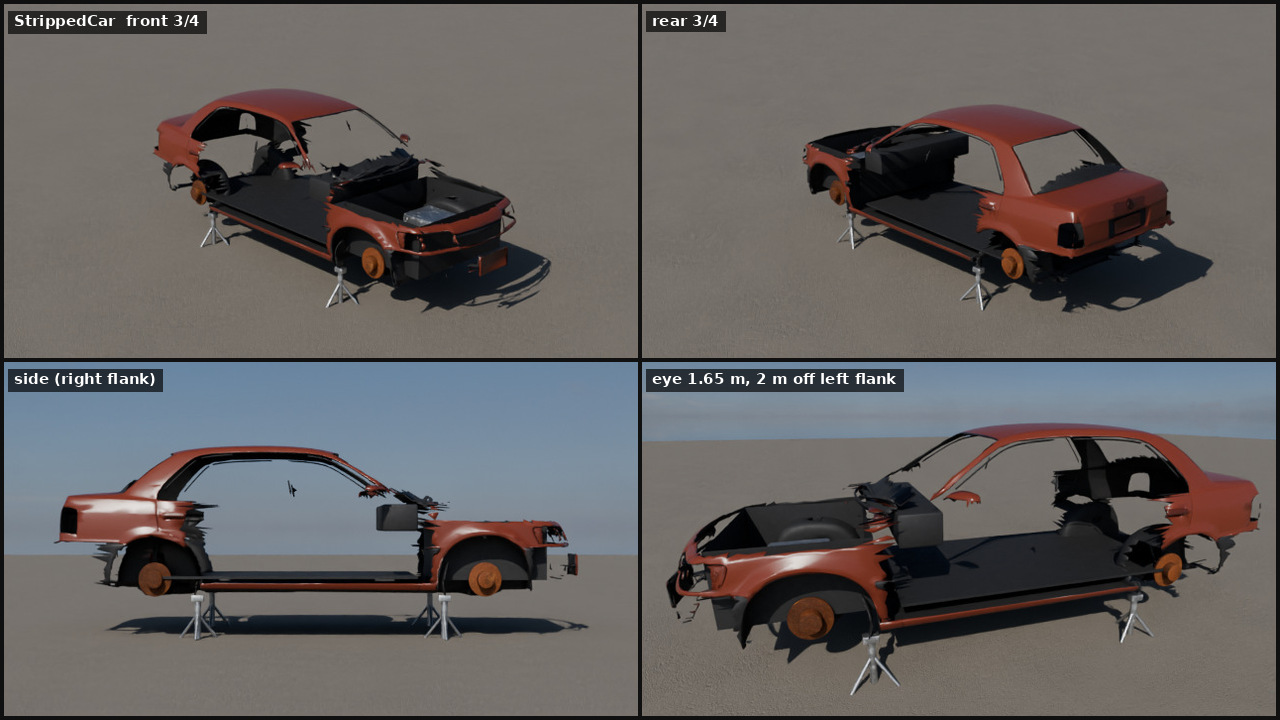 StrippedCar front 3/4
rear 3/4
side (right flank)
eye 1.65 m, 2 m off left flank